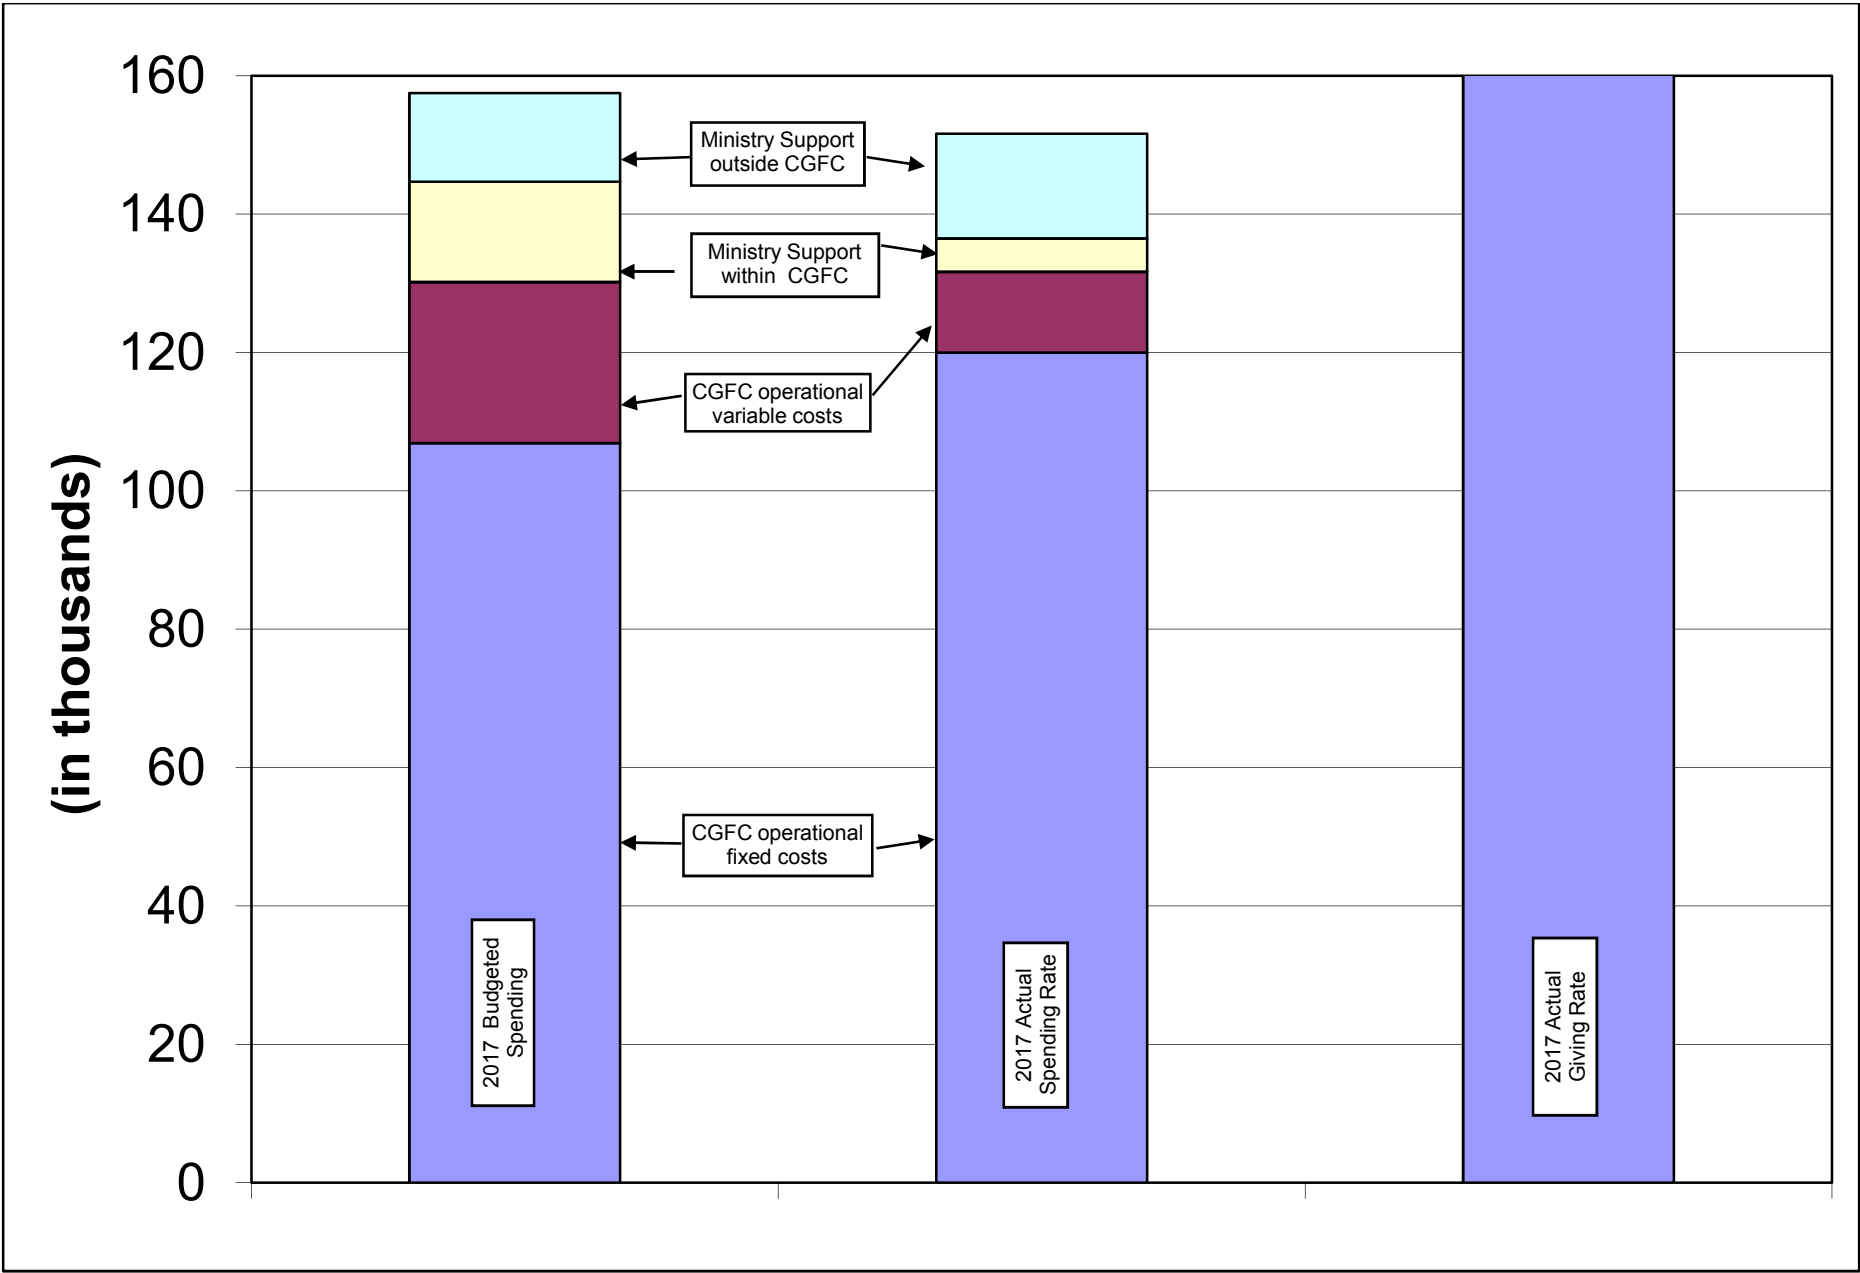 (in thousands)
160
140
120
100
80
60
40
20
0
Ministry Support
outside CGFC
Ministry Support
within  CGFC
CGFC operational
variable costs
CGFC operational
fixed costs
2017  Budgeted
Spending
2017 Actual
Spending Rate
2017 Actual
Giving Rate